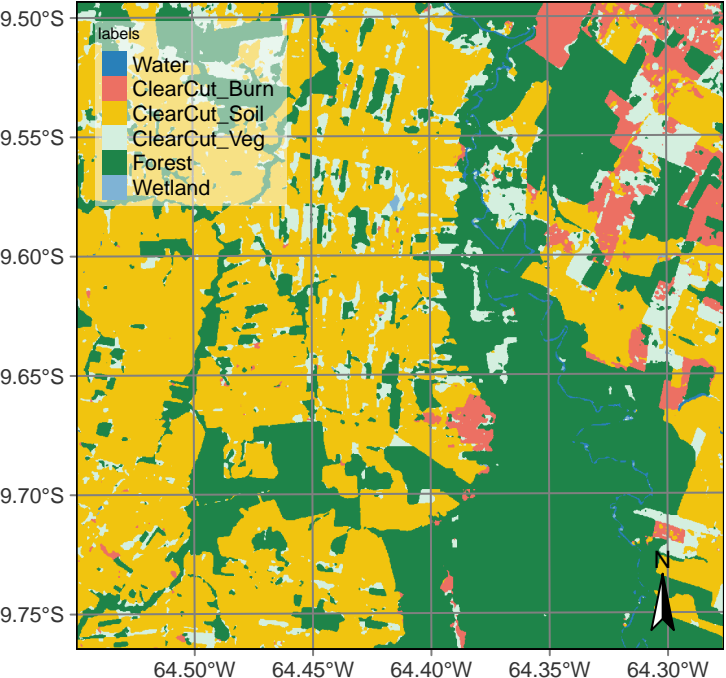 9.50°S
labels
Water
ClearCut_Burn
ClearCut_Soil
ClearCut_Veg
Forest
Wetland
9.55°S
9.60°S
9.65°S
9.70°S
9.75°S
N
64.50°W 64.45°W 64.40°W 64.35°W 64.30°W